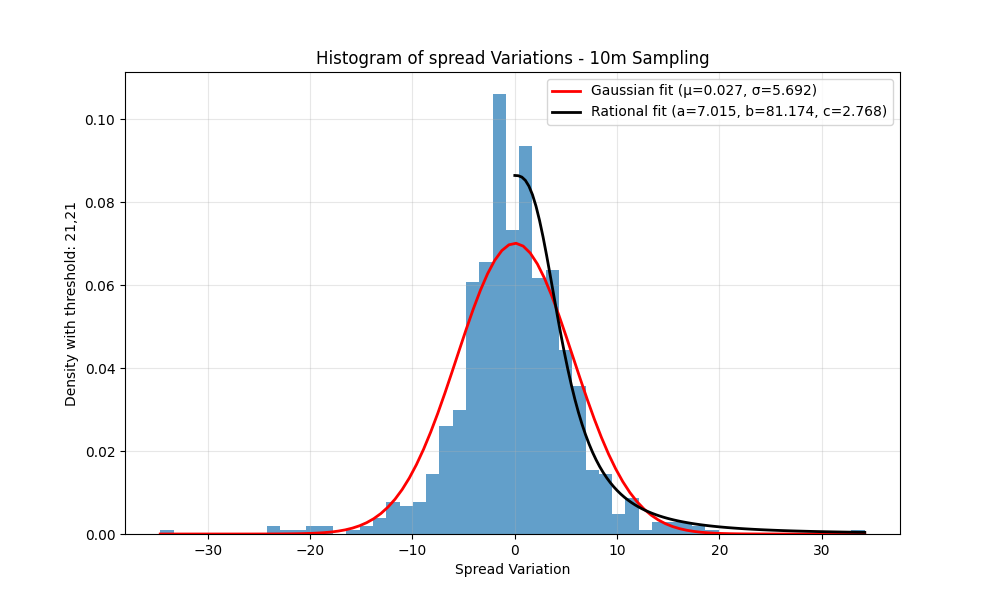 Histogram of spread Variations - 10m Sampling
Gaussian fit (μ=0.027, σ=5.692)
Rational fit (a=7.015, b=81.174, c=2.768)
Density with threshold: 21,21
0.10
0.08
0.06
0.04
0.02
0.00
−30 −20 −10 0 10 20 30
Spread Variation